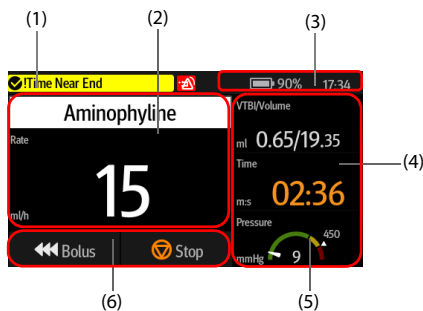 (1) (2) (3)
!Time Near End 90% 17:34
Aminophyline
VTBI/Volume
Rate
ml 0.65/19.35
Time
(4)
15
m:s 02:36
ml/h
Pressure
450
Bolus Stop
mmHg 9
(6) (5)